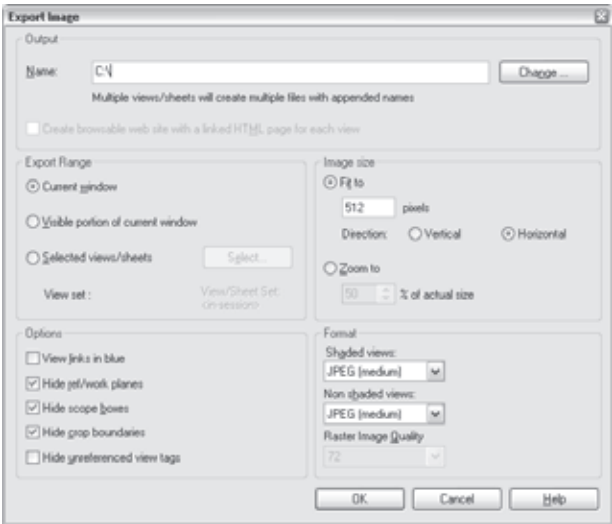 Export Image
Output
Name:
C:\
Change ...
Multiple views/sheets will create multiple files with appended names
Create browsable web site with a linked HTML page for each view
Export Range
Current window
Visible portion of current window
Selected views/sheets
Select...
View set :
View/Sheet Set:
<in-session>
Image size
Fit to
512
pixels
Direction:
Vertical
Horizontal
Zoom to
50
% of actual size
Options
View links in blue
Hide ref/work planes
Hide scope boxes
Hide crop boundaries
Hide unreferenced view tags
Format
Shaded views:
JPEG (medium)
Non shaded views:
JPEG (medium)
Raster Image Quality
72
OK
Cancel
Help